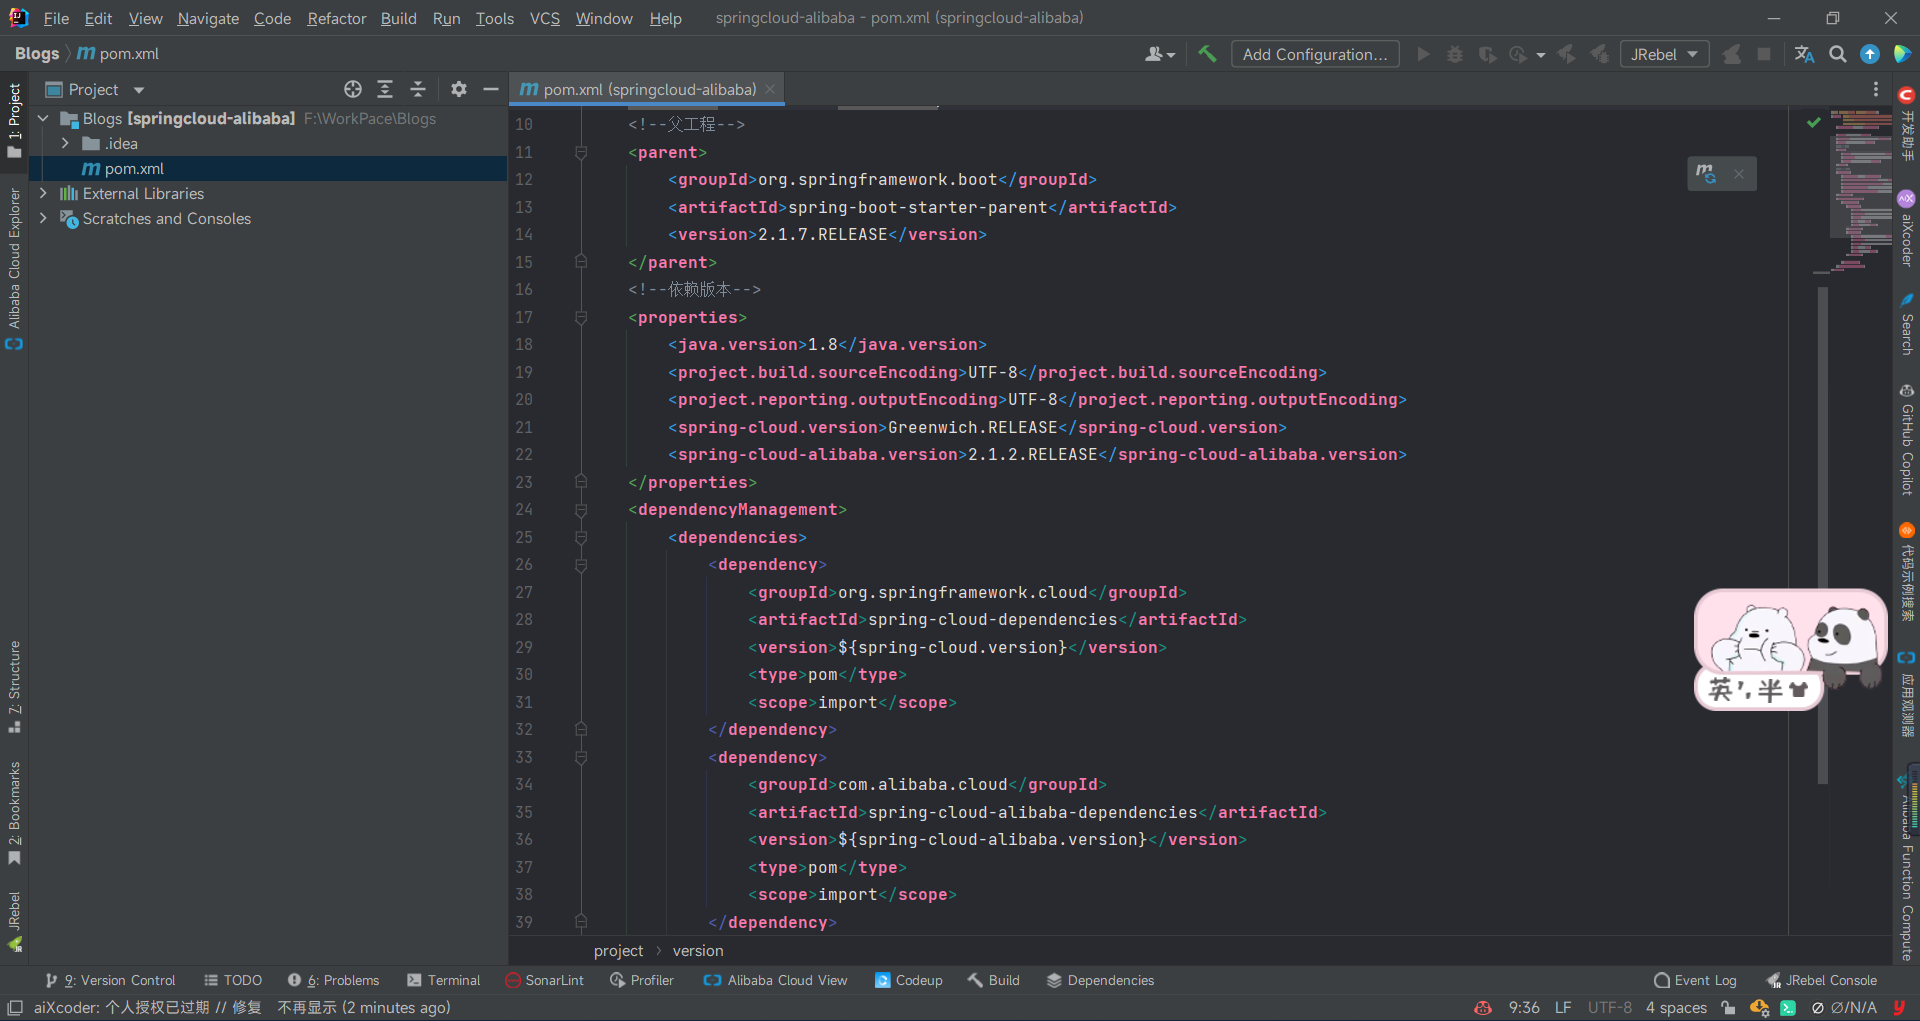 File Edit View Navigate Code Refactor Build Run Tools VCS Window Help springcloud-alibaba - pom.xml (springcloud-alibaba)
Blogs pom.xml Add Configuration... JRebel
Project pom.xml (springcloud-alibaba)
Blogs [springcloud-alibaba] F:\WorkPace\Blogs
.idea
pom.xml
External Libraries
Scratches and Consoles
1: Project
Alibaba Cloud Explorer
7: Structure
2: Bookmarks
JRebel
10 <!--父工程-->
11 <parent>
12 <groupId>org.springframework.boot</groupId>
13 <artifactId>spring-boot-starter-parent</artifactId>
14 <version>2.1.7.RELEASE</version>
15 </parent>
16 <!--依赖版本-->
17 <properties>
18 <java.version>1.8</java.version>
19 <project.build.sourceEncoding>UTF-8</project.build.sourceEncoding>
20 <project.reporting.outputEncoding>UTF-8</project.reporting.outputEncoding>
21 <spring-cloud.version>Greenwich.RELEASE</spring-cloud.version>
22 <spring-cloud-alibaba.version>2.1.2.RELEASE</spring-cloud-alibaba.version>
23 </properties>
24 <dependencyManagement>
25 <dependencies>
26 <dependency>
27 <groupId>org.springframework.cloud</groupId>
28 <artifactId>spring-cloud-dependencies</artifactId>
29 <version>${spring-cloud.version}</version>
30 <type>pom</type>
31 <scope>import</scope>
32 </dependency>
33 <dependency>
34 <groupId>com.alibaba.cloud</groupId>
35 <artifactId>spring-cloud-alibaba-dependencies</artifactId>
36 <version>${spring-cloud-alibaba.version}</version>
37 <type>pom</type>
38 <scope>import</scope>
39 </dependency>
project version
开发助手
aiXcoder
Search
GitHub Copilot
代码示例搜索
应用观测器
Alibaba Function Compute
英 半
9: Version Control TODO 6: Problems Terminal SonarLint Profiler Alibaba Cloud View Codeup Build Dependencies Event Log JRebel Console
aiXcoder: 个人授权已过期 // 修复 不再显示 (2 minutes ago) 9:36 LF UTF-8 4 spaces Ø/N/A